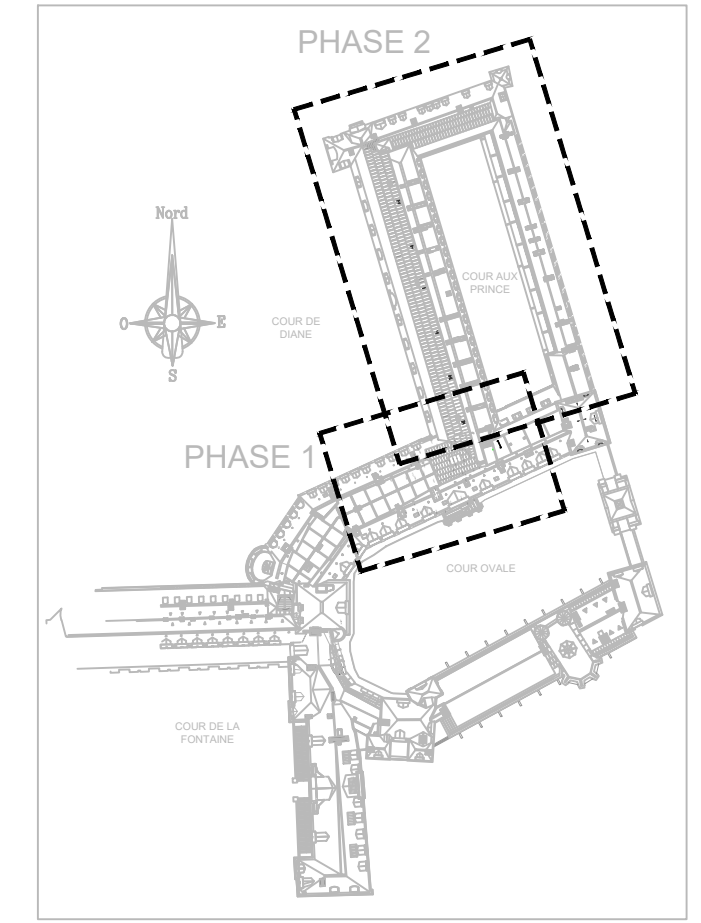 PHASE 2
Nord
O
E
S
COUR AUX
PRINCE
COUR DE
DIANE
PHASE 1
COUR OVALE
COUR DE LA
FONTAINE